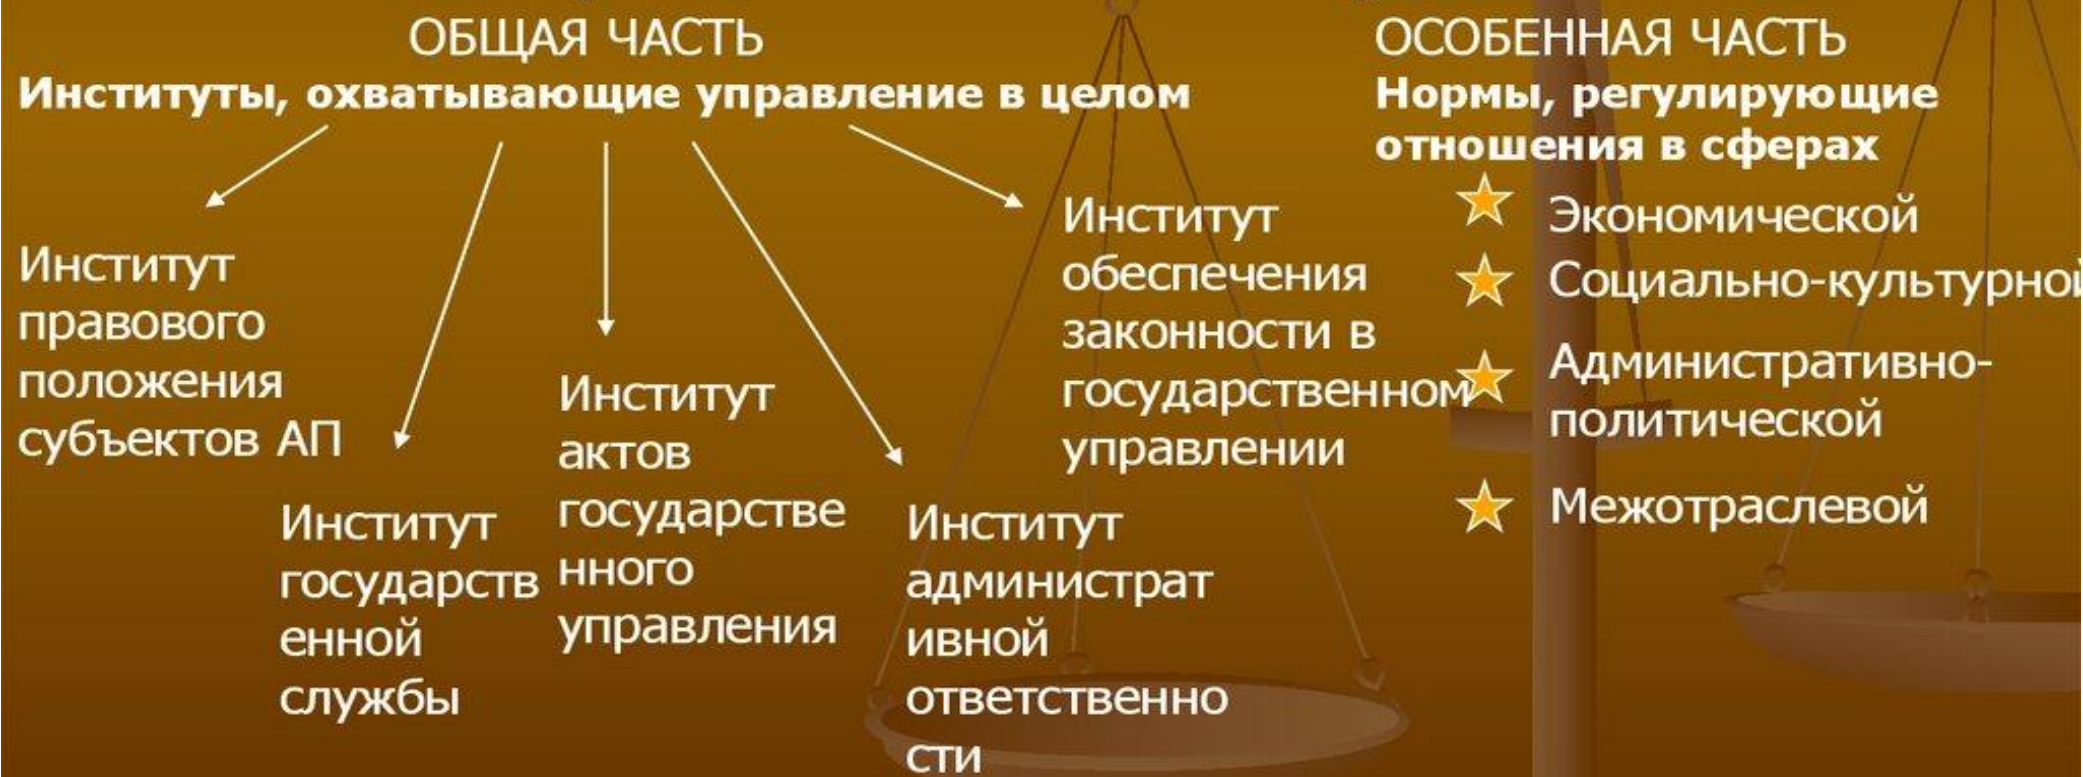 ОБЩАЯ ЧАСТЬ
Институты, охватывающие управление в целом
Институт
правового
положения
субъектов АП
Институт
государств
енной
службы
Институт
актов
государстве
нного
управления
Институт
администрат
ивной
ответственно
сти
Институт
обеспечения
законности в
государственном
управлении
ОСОБЕННАЯ ЧАСТЬ
Нормы, регулирующие
отношения в сферах
Экономической
Социально-культурной
Административно-
политической
Межотраслевой